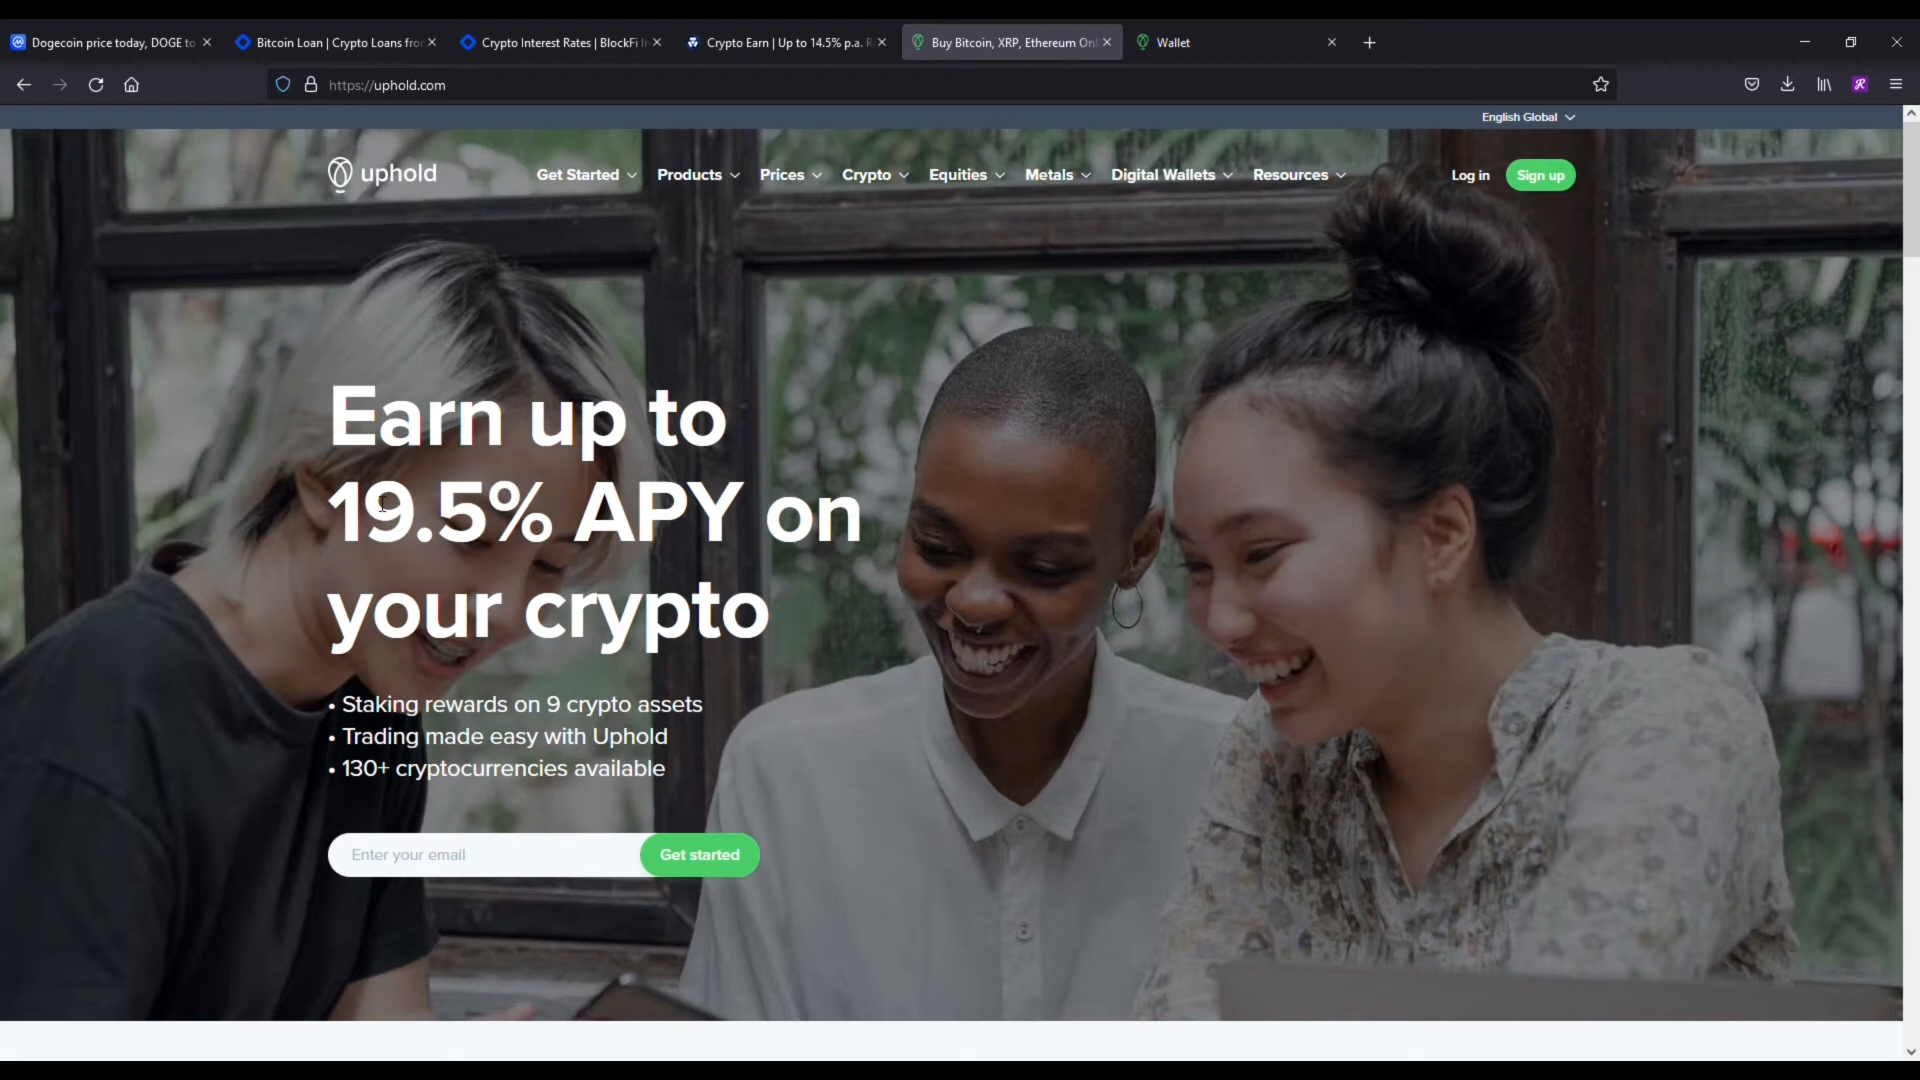 Dogecoin price today, DOGE to
Bitcoin Loan | Crypto Loans fro
Crypto Interest Rates | BlockFi In
Crypto Earn | Up to 14.5% p.a. R
Buy Bitcoin, XRP, Ethereum Onl
Wallet
https://uphold.com
English Global
uphold
Get Started
Products
Prices
Crypto
Equities
Metals
Digital Wallets
Resources
Log in
Sign up
Earn up to
19.5% APY on
your crypto
• Staking rewards on 9 crypto assets
• Trading made easy with Uphold
• 130+ cryptocurrencies available
Enter your email
Get started